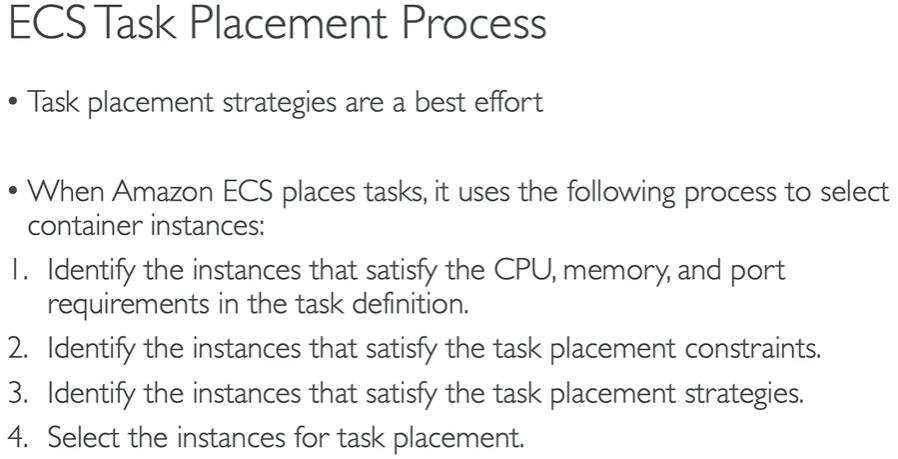 ECS Task Placement Process
• Task placement strategies are a best effort
• When Amazon ECS places tasks, it uses the following process to select
container instances:
1. Identify the instances that satisfy the CPU, memory, and port
requirements in the task definition.
2. Identify the instances that satisfy the task placement constraints.
3. Identify the instances that satisfy the task placement strategies.
4. Select the instances for task placement.